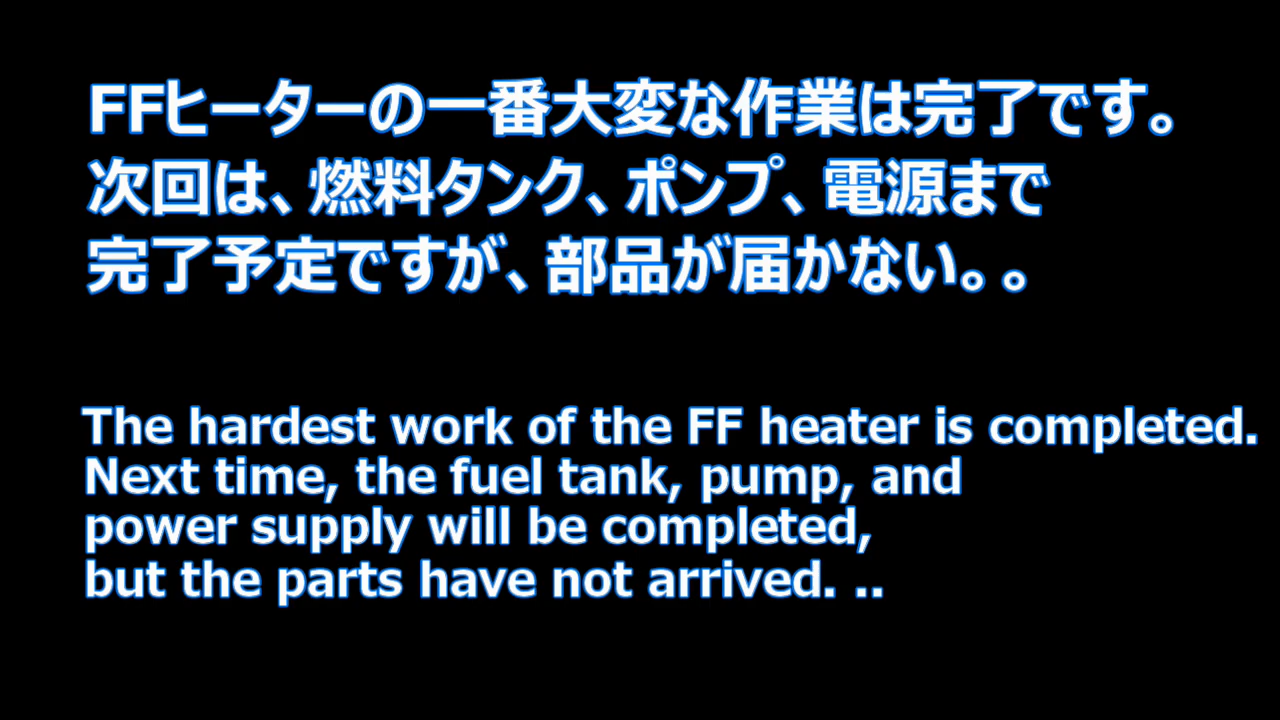 FFヒーターの一番大変な作業は完了です。
次回は、燃料タンク、ポンプ、電源まで
完了予定ですが、部品が届かない。。
The hardest work of the FF heater is completed.
Next time, the fuel tank, pump, and
power supply will be completed,
but the parts have not arrived. ..